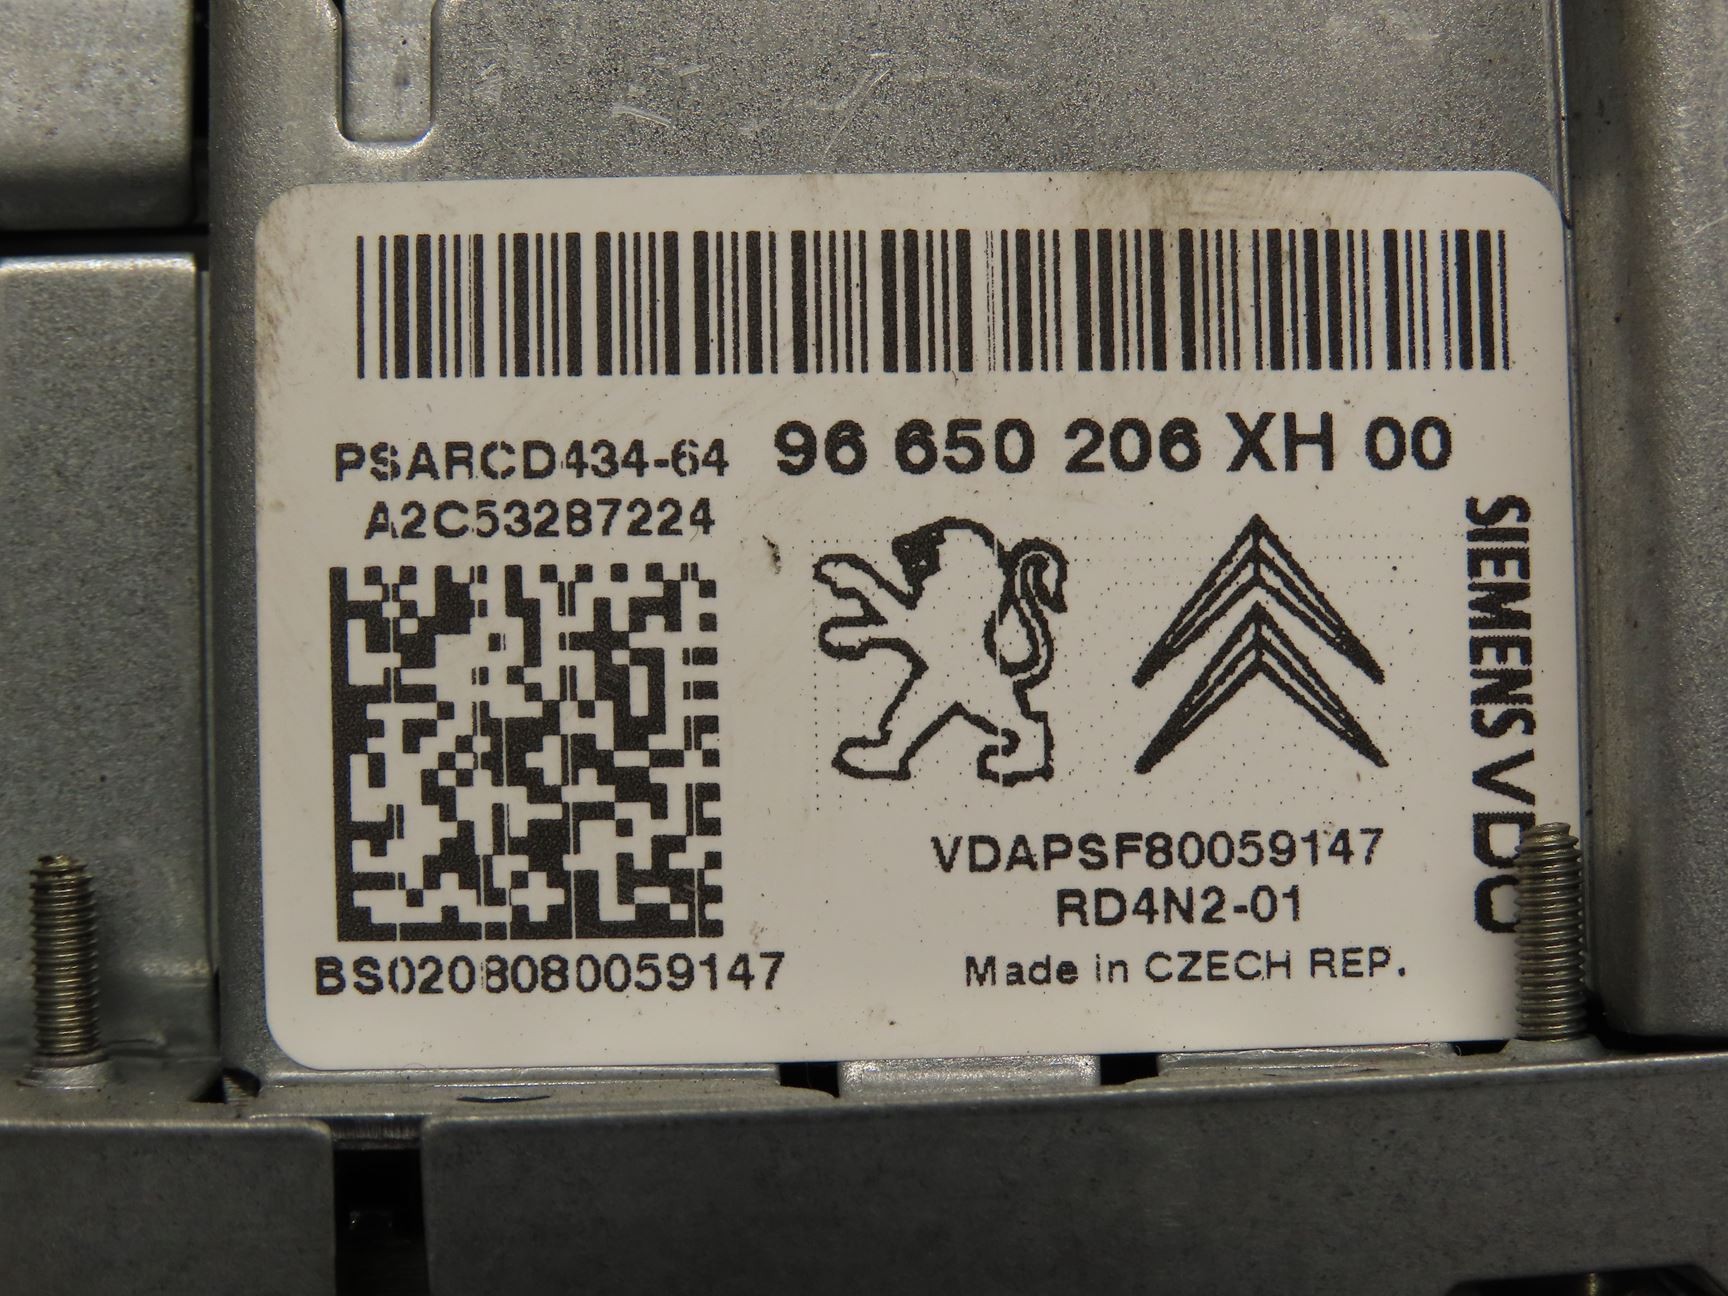 PSARCD434-64
96 650 206 XH 00
A2C53287224
SIEMENS VDO
VDAPSF80059147
RD4N2-01
BS0208080059147
Made in CZECH REP.